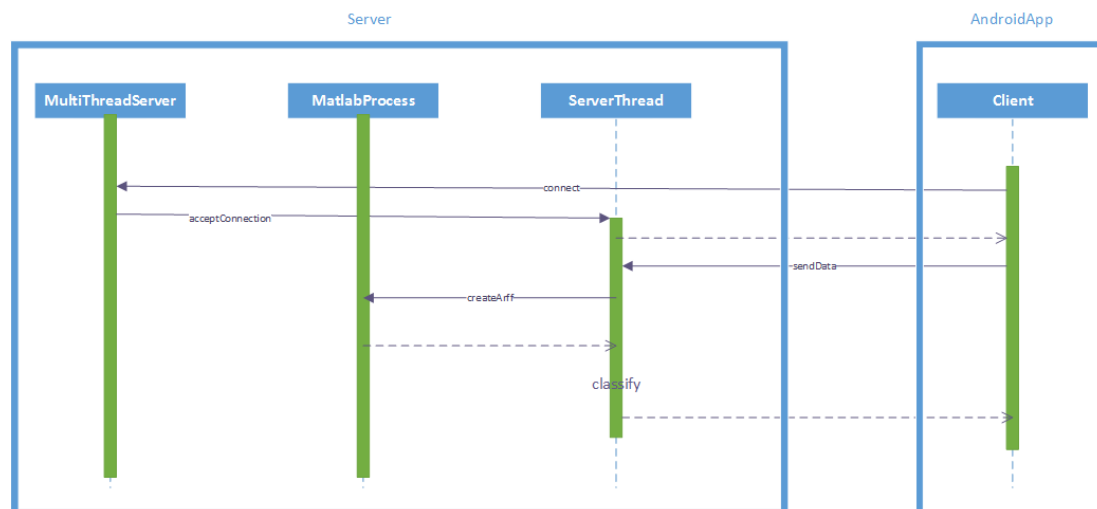 Server
AndroidApp
MultiThreadServer
MatlabProcess
ServerThread
Client
connect
acceptConnection
sendData
createArff
classify